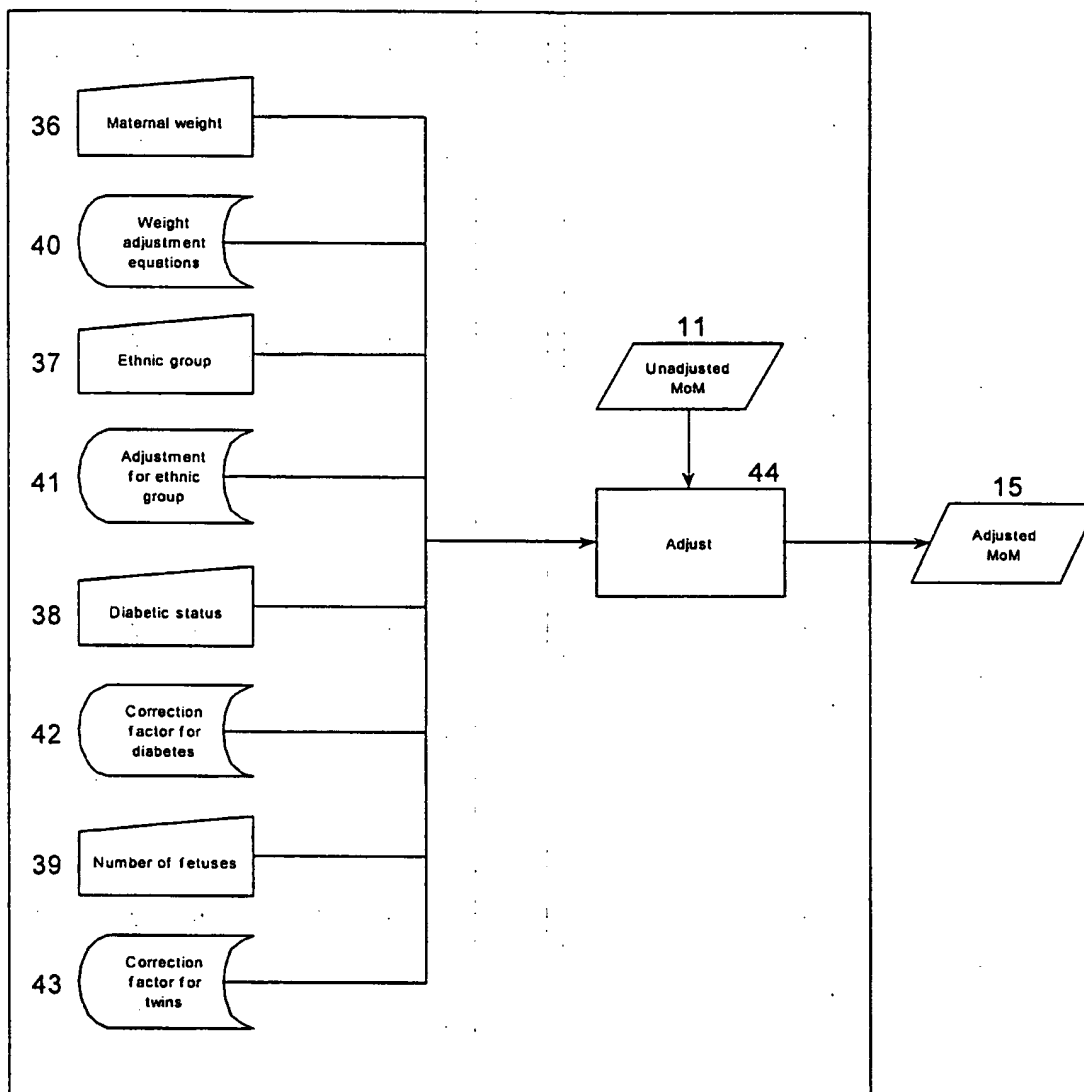 36
Maternal weight
40
Weight
adjustment
equations
37
Ethnic group
41
Adjustment
for ethnic
group
38
Diabetic status
42
Correction
factor for
diabetes
39
Number of fetuses
43
Correction
factor for
twins
11
Unadjusted
MoM
44
Adjust
15
Adjusted
MoM